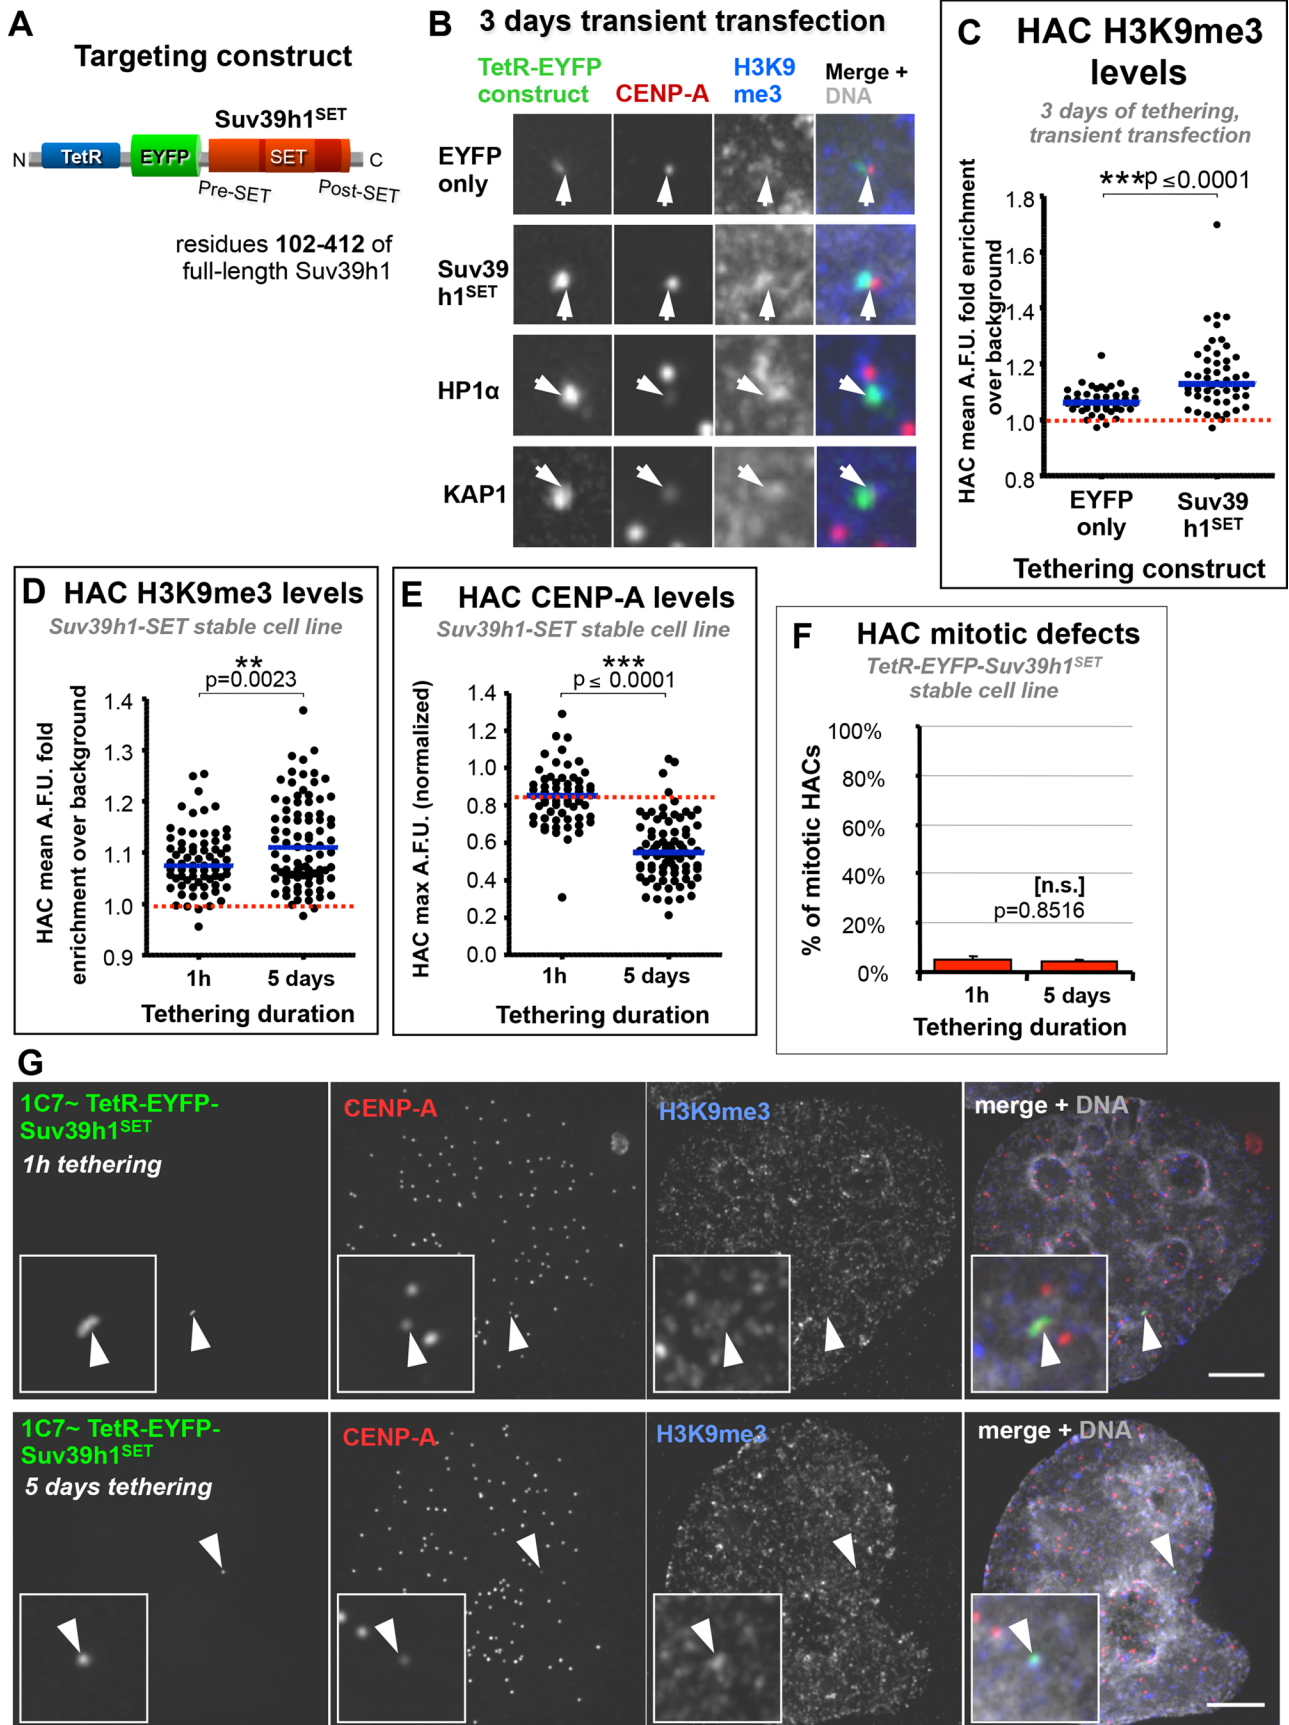 A
Targeting construct
Suv39h1SET
N TetR EYFP SET C
Pre-SET Post-SET
residues 102-412 of
full-length Suv39h1
B 3 days transient transfection
TetR-EYFP
construct
CENP-A
H3K9
me3
Merge +
DNA
EYFP
only
Suv39
h1SET
HP1α
KAP1
C HAC H3K9me3
levels
3 days of tethering,
transient transfection
***p ≤0.0001
HAC mean A.F.U. fold enrichment
over background
1.8
1.6
1.4
1.2
1.0
0.8
EYFP
only
Suv39
h1SET
Tethering construct
D HAC H3K9me3 levels
Suv39h1-SET stable cell line
**
p=0.0023
HAC mean A.F.U. fold
enrichment over background
1.4
1.3
1.2
1.1
1.0
0.9
1h 5 days
Tethering duration
E HAC CENP-A levels
Suv39h1-SET stable cell line
***
p ≤ 0.0001
HAC max A.F.U. (normalized)
1.4
1.2
1.0
0.8
0.6
0.4
0.2
0.0
1h 5 days
Tethering duration
F HAC mitotic defects
TetR-EYFP-Suv39h1SET
stable cell line
% of mitotic HACs
100%
80%
60%
40%
20%
0%
[n.s.]
p=0.8516
1h 5 days
Tethering duration
G
1C7~ TetR-EYFP-
Suv39h1SET
1h tethering
CENP-A
H3K9me3
merge + DNA
1C7~ TetR-EYFP-
Suv39h1SET
5 days tethering
CENP-A
H3K9me3
merge + DNA